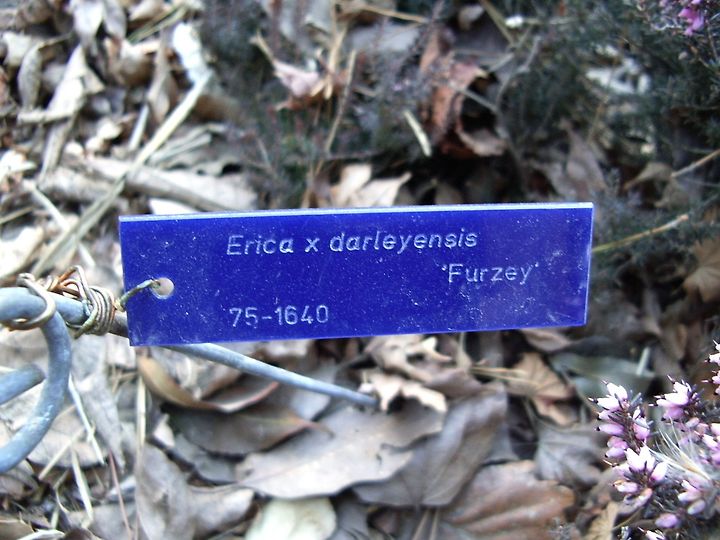 Erica x darleyensis
'Furzey'
75-1640